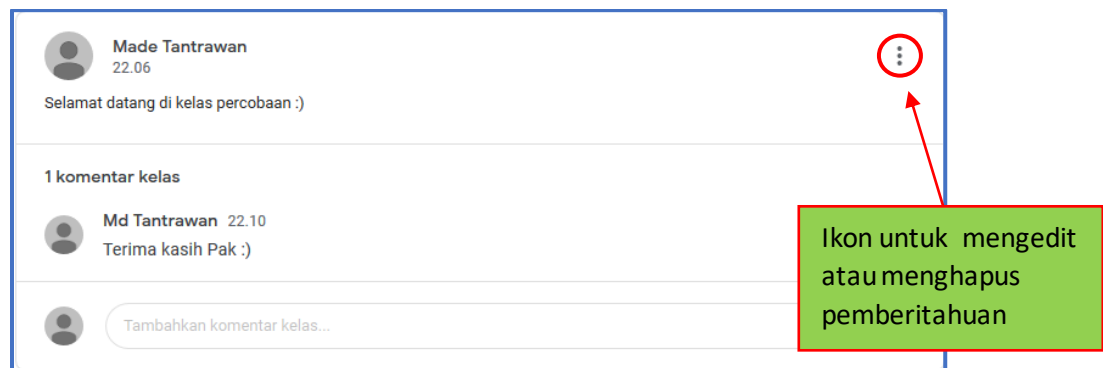 Made Tantrawan
22.06
Selamat datang di kelas percobaan :)
1 komentar kelas
Md Tantrawan 22.10
Terima kasih Pak :)
Tambahkan komentar kelas...
Ikon untuk mengedit
atau menghapus
pemberitahuan